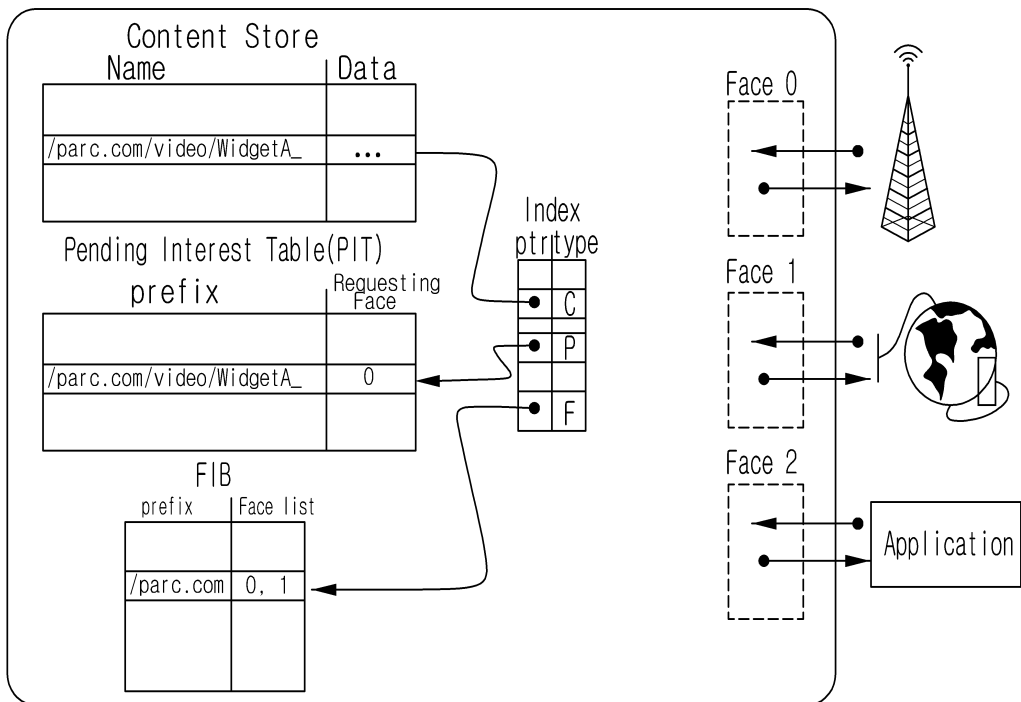 Content Store
Name Data
/parc.com/video/WidgetA_ ...
Pending Interest Table(PIT)
prefix Requesting Face
/parc.com/video/WidgetA_ 0
FIB
prefix Face list
/parc.com 0, 1
Index
ptr type
C
P
F
Face 0
Face 1
Face 2
Application